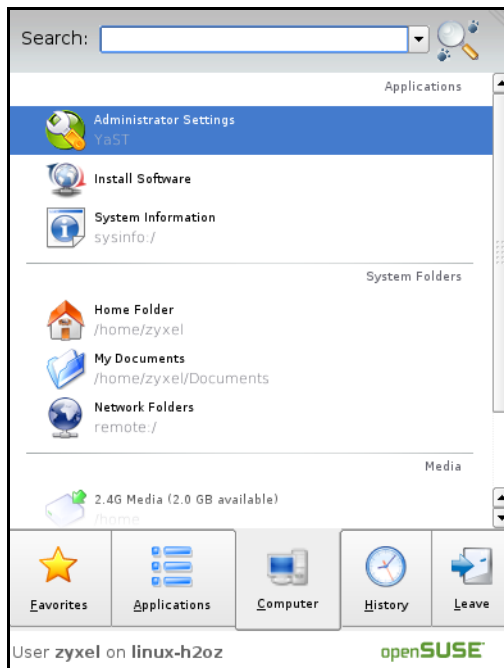 Search:
Applications
Administrator Settings
YaST
Install Software
System Information
sysinfo:/
System Folders
Home Folder
/home/zyxel
My Documents
/home/zyxel/Documents
Network Folders
remote:/
Media
2.4G Media (2.0 GB available)
/home
Favorites Applications Computer History Leave
User zyxel on linux-h2oz openSUSE